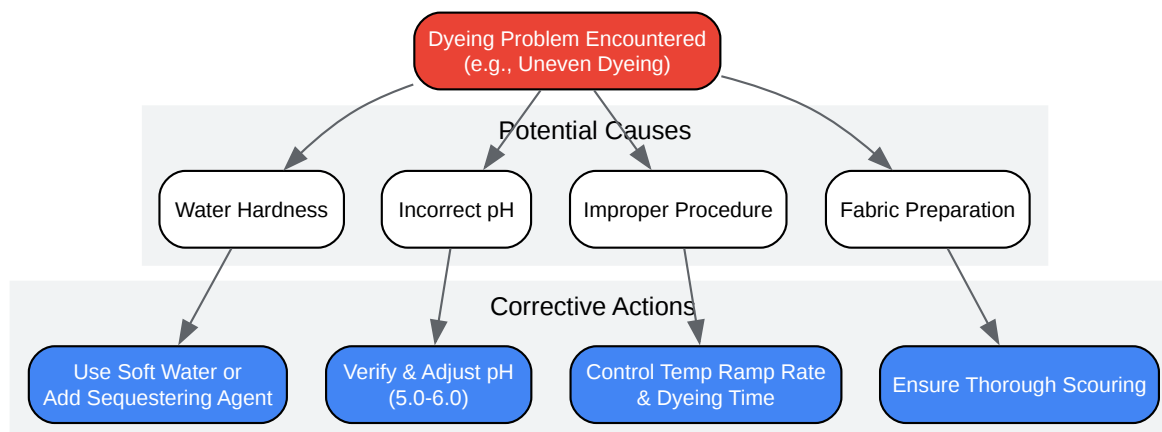 Dyeing Problem Encountered
(e.g., Uneven Dyeing)
Potential Causes
Water Hardness
Incorrect pH
Improper Procedure
Fabric Preparation
Corrective Actions
Use Soft Water or
Add Sequestering Agent
Verify & Adjust pH
(5.0-6.0)
Control Temp Ramp Rate
& Dyeing Time
Ensure Thorough Scouring